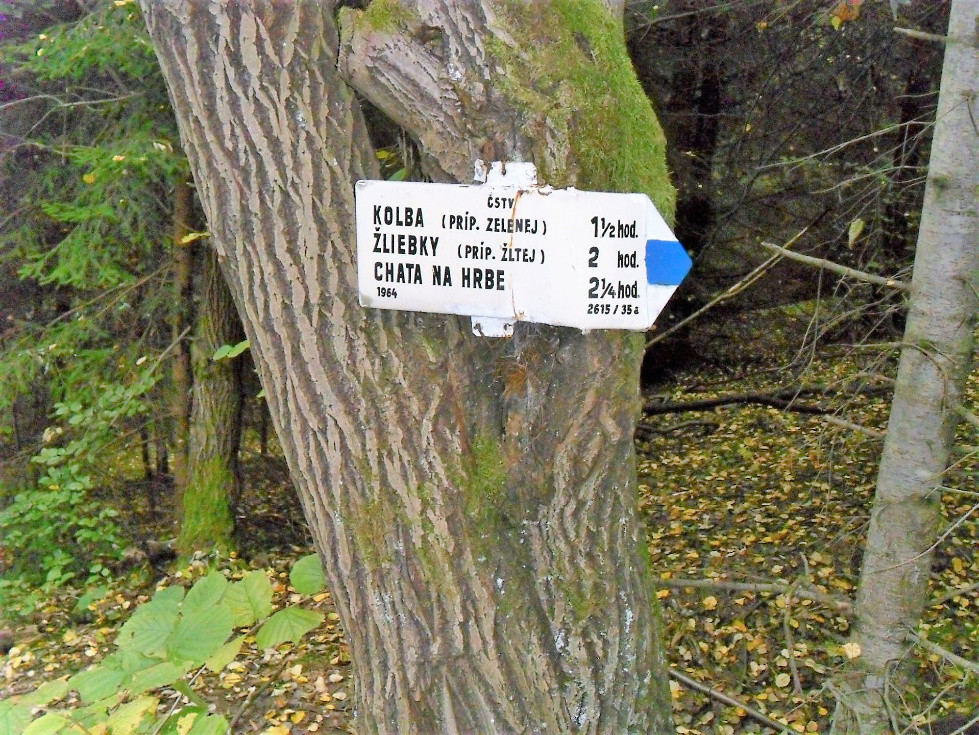 ČSTV
KOLBA (PRÍP. ZELENEJ) 1½ hod.
ŽLIEBKY (PRÍP. ŽLTEJ) 2 hod.
CHATA NA HRBE 2¼ hod.
1964 2615/35a